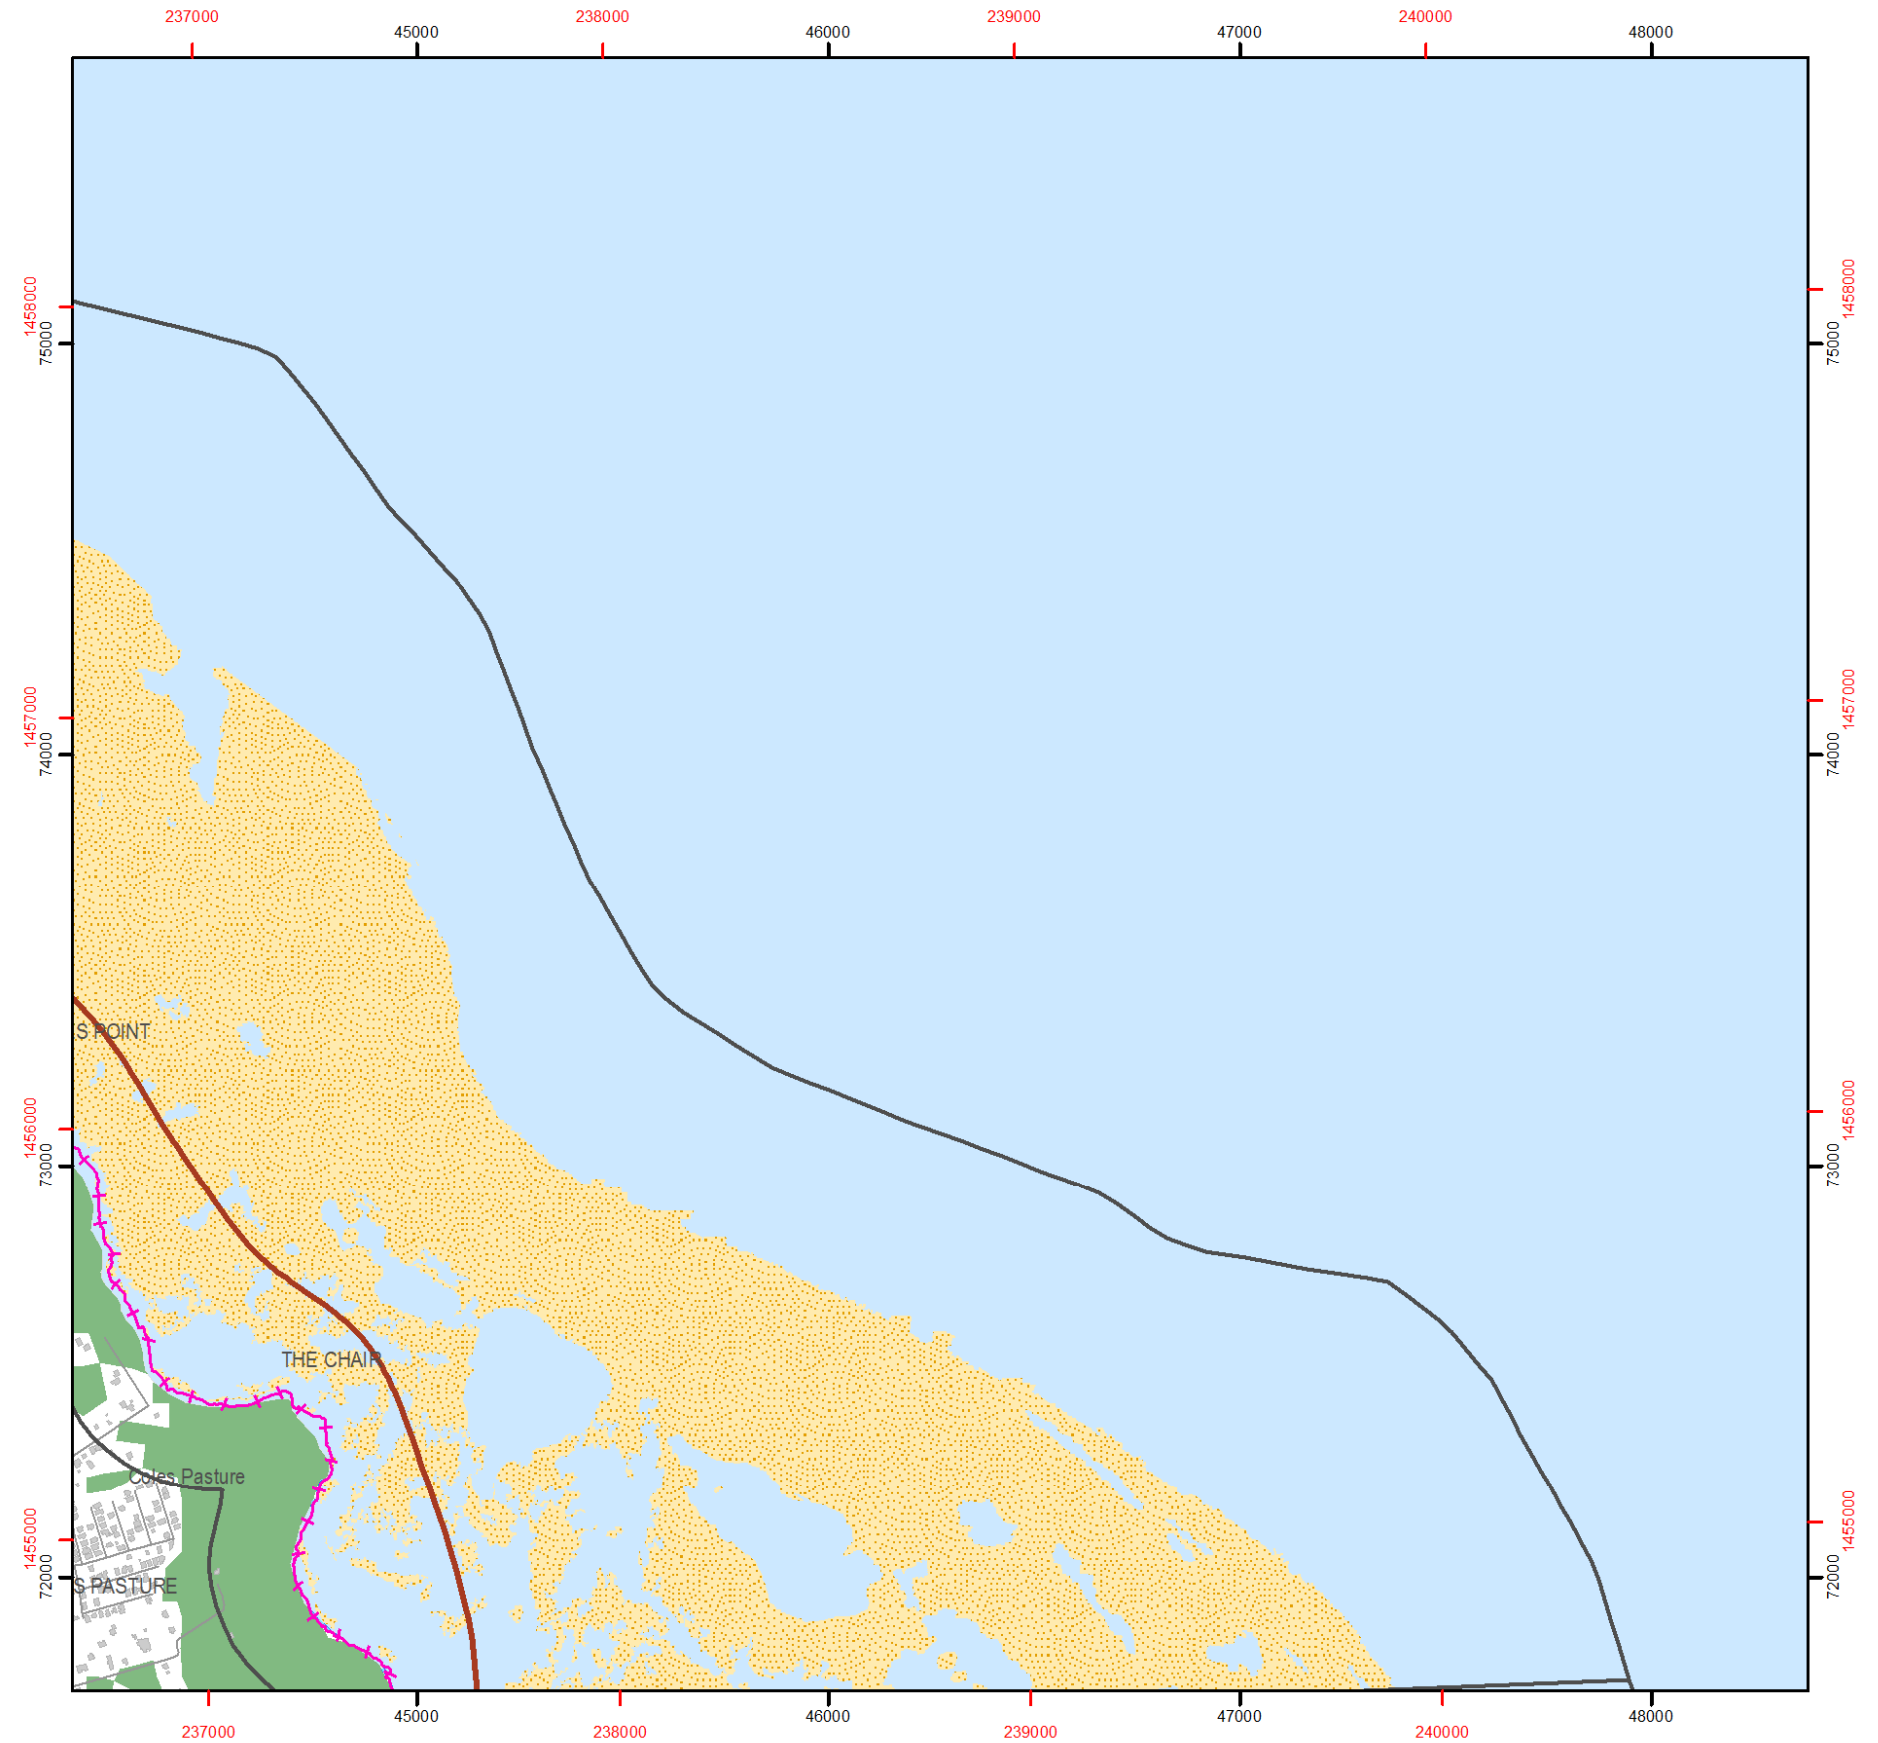 237000 238000 239000 240000
45000 46000 47000 48000
1458000 1458000
75000 75000
1457000 1457000
74000 74000
S POINT
1456000 1456000
73000 73000
THE CHAIR
Coles Pasture
1455000 1455000
72000 72000
S PASTURE
45000 46000 47000 48000
237000 238000 239000 240000